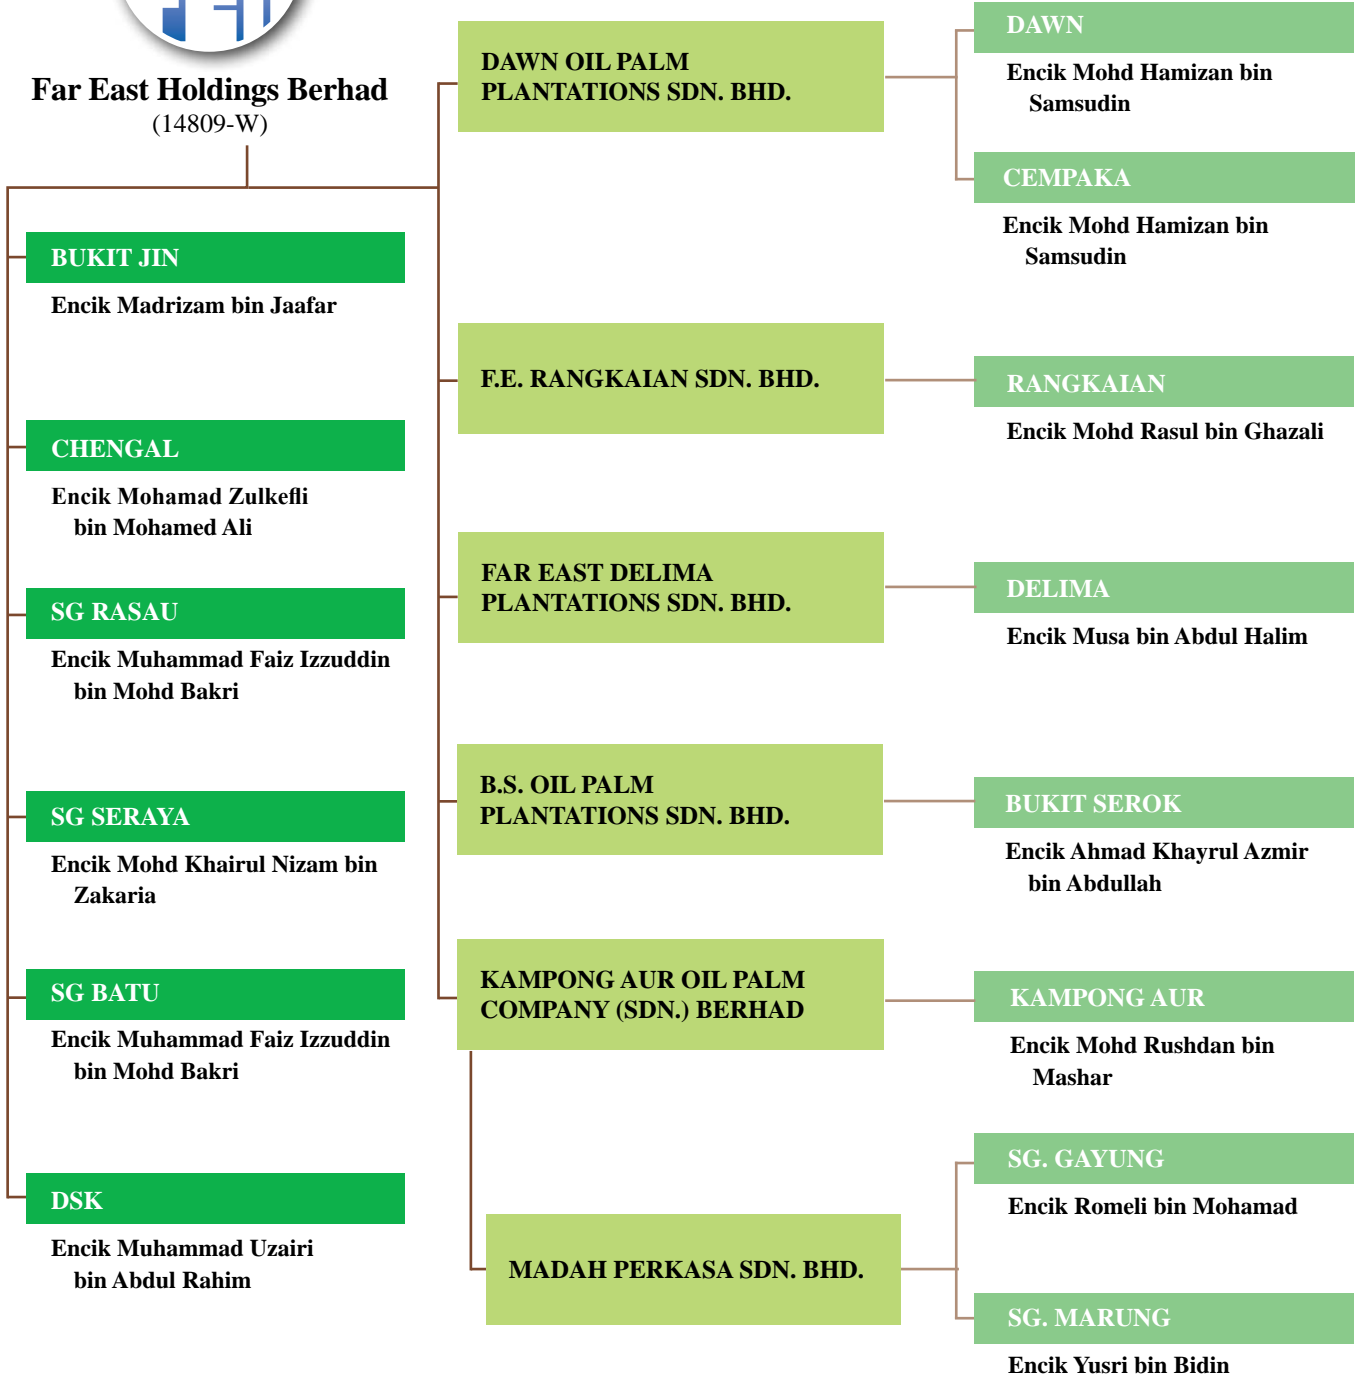 Far East Holdings Berhad
(14809-W)
BUKIT JIN
Encik Madrizam bin Jaafar
CHENGAL
Encik Mohamad Zulkefli
bin Mohamed Ali
SG RASAU
Encik Muhammad Faiz Izzuddin
bin Mohd Bakri
SG SERAYA
Encik Mohd Khairul Nizam bin
Zakaria
SG BATU
Encik Muhammad Faiz Izzuddin
bin Mohd Bakri
DSK
Encik Muhammad Uzairi
bin Abdul Rahim
DAWN OIL PALM
PLANTATIONS SDN. BHD.
DAWN
Encik Mohd Hamizan bin
Samsudin
CEMPAKA
Encik Mohd Hamizan bin
Samsudin
F.E. RANGKAIAN SDN. BHD.
RANGKAIAN
Encik Mohd Rasul bin Ghazali
FAR EAST DELIMA
PLANTATIONS SDN. BHD.
DELIMA
Encik Musa bin Abdul Halim
B.S. OIL PALM
PLANTATIONS SDN. BHD.
BUKIT SEROK
Encik Ahmad Khayrul Azmir
bin Abdullah
KAMPONG AUR OIL PALM
COMPANY (SDN.) BERHAD
KAMPONG AUR
Encik Mohd Rushdan bin
Mashar
MADAH PERKASA SDN. BHD.
SG. GAYUNG
Encik Romeli bin Mohamad
SG. MARUNG
Encik Yusri bin Bidin